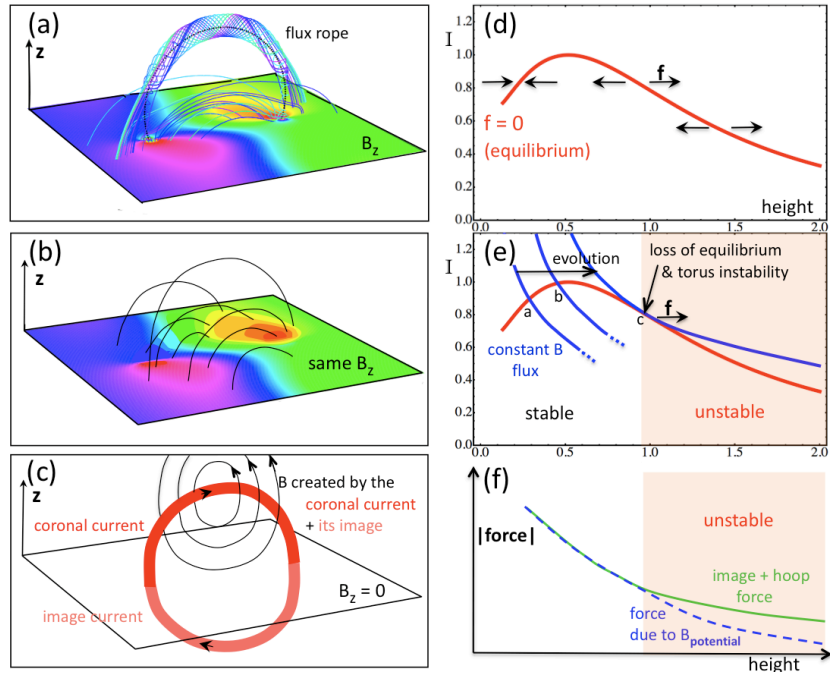 (a)
flux rope
z
B_z
(b)
z
same B_z
(c)
z
B created by the
coronal current
+ its image
coronal current
image current
B_z = 0
(d)
I
1.4
1.2
1.0
0.8
0.6
0.4
0.2
0.0
f
f = 0
(equilibrium)
height
0.0
0.5
1.0
1.5
2.0
(e)
I
1.2
1.0
0.8
0.6
0.4
0.2
0.0
evolution
loss of equilibrium
& torus instability
f
a
b
c
constant B
flux
stable
unstable
0.0
0.5
1.0
1.5
2.0
(f)
|force|
unstable
image + hoop
force
force
due to B_potential
height